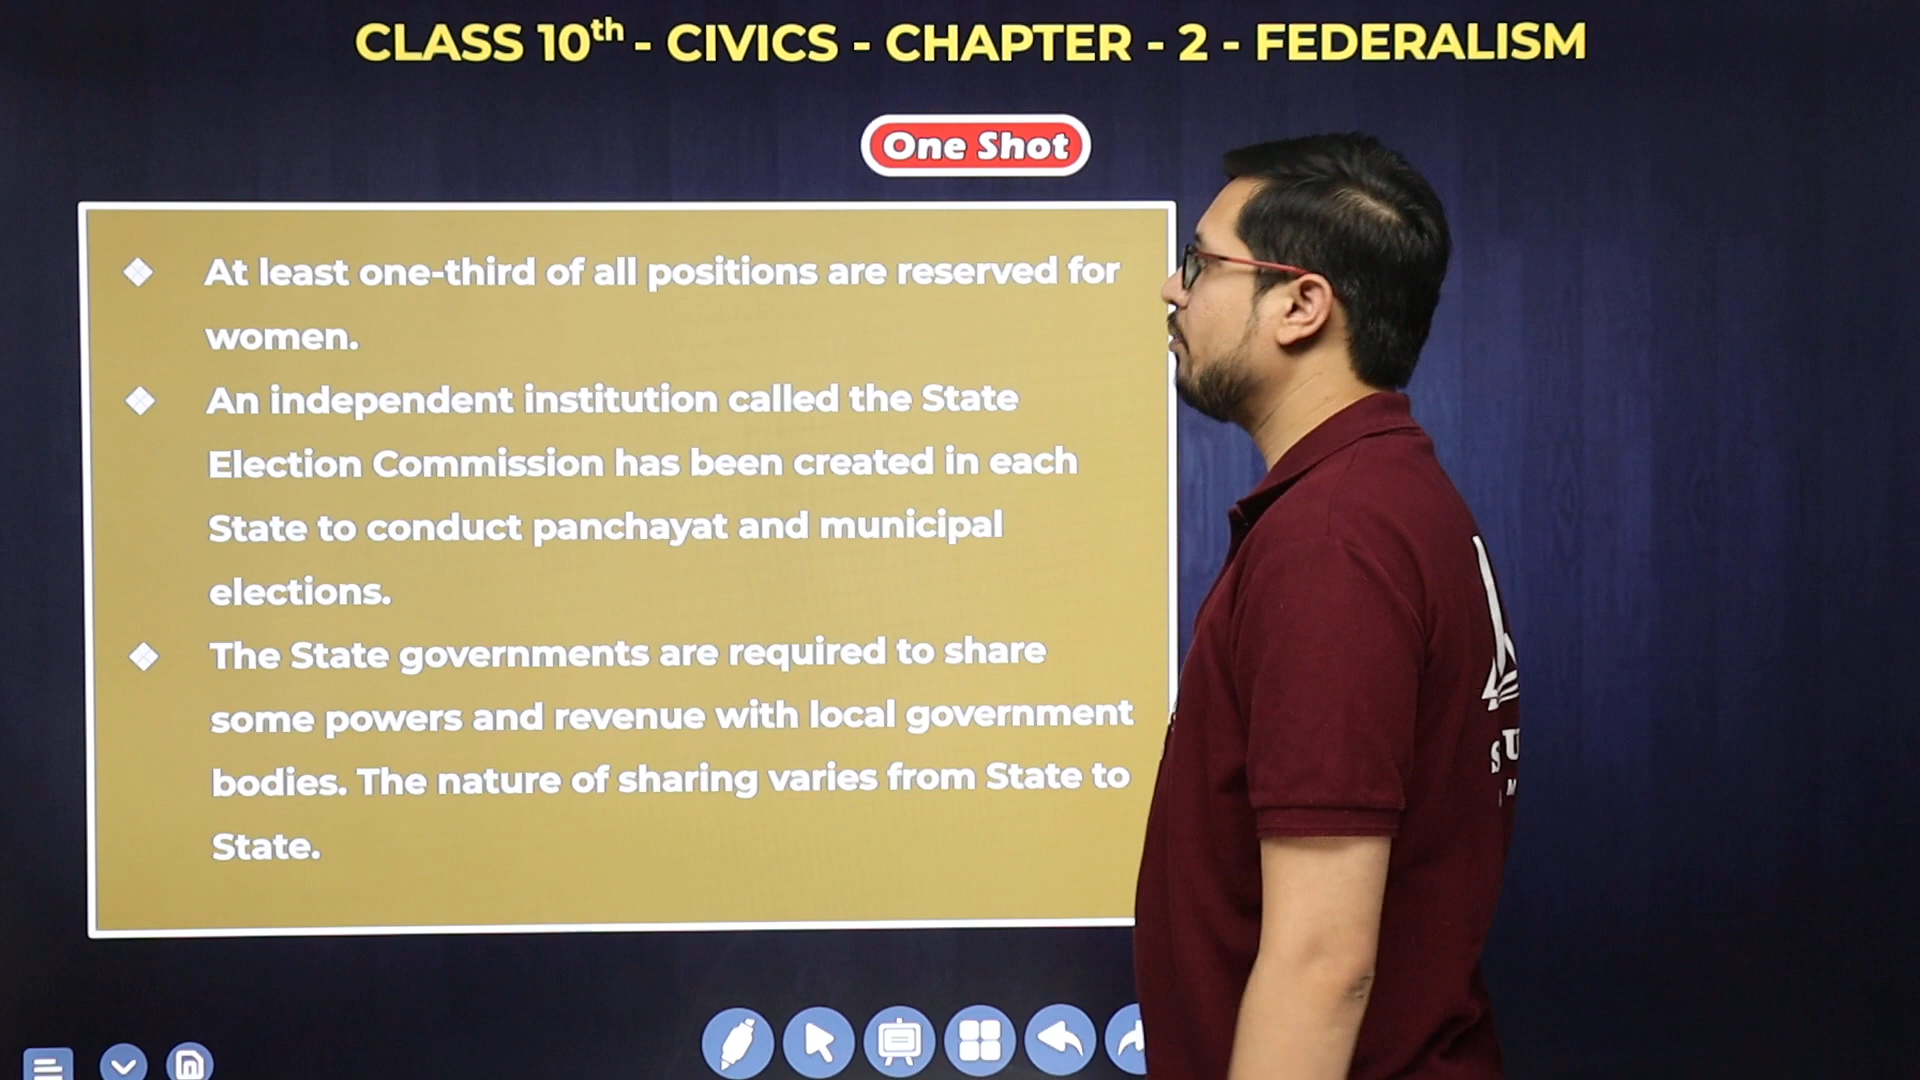 CLASS 10th - CIVICS - CHAPTER - 2 - FEDERALISM
One Shot
At least one-third of all positions are reserved for
women.
An independent institution called the State
Election Commission has been created in each
State to conduct panchayat and municipal
elections.
The State governments are required to share
some powers and revenue with local government
bodies. The nature of sharing varies from State to
State.